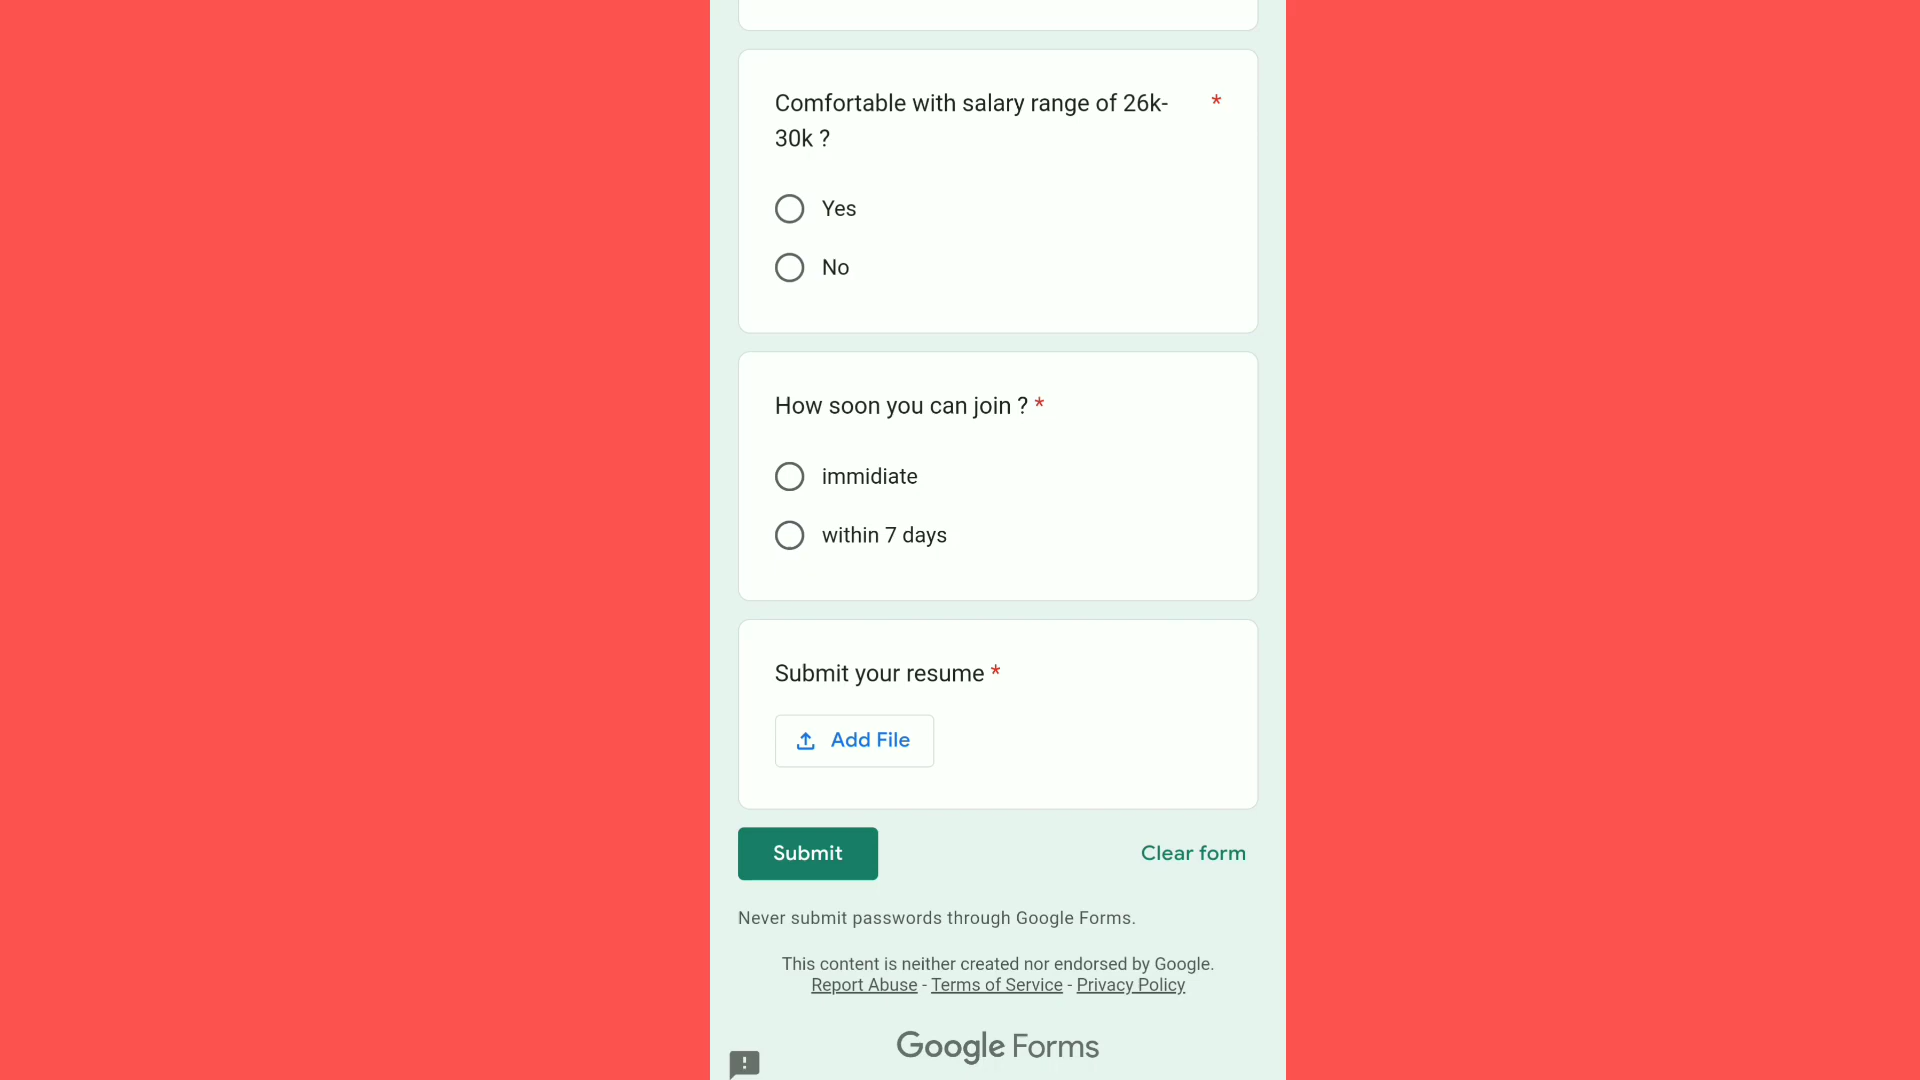 Comfortable with salary range of 26k- *
30k ?
Yes
No
How soon you can join ? *
immidiate
within 7 days
Submit your resume *
Add File
Submit
Clear form
Never submit passwords through Google Forms.
This content is neither created nor endorsed by Google.
Report Abuse - Terms of Service - Privacy Policy
Google Forms